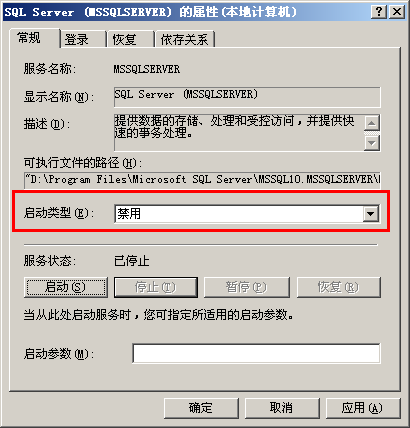 SQL Server (MSSQLSERVER) 的属性(本地计算机)
常规 登录 恢复 依存关系
服务名称: MSSQLSERVER
显示名称(N): SQL Server (MSSQLSERVER)
描述(D): 提供数据的存储、处理和受控访问,并提供快
速的事务处理。
可执行文件的路径(H):
"D:\Program Files\Microsoft SQL Server\MSSQL10.MSSQLSERVER\
启动类型(E): 禁用
服务状态: 已停止
启动(S) 停止(T) 暂停(P) 恢复(R)
当从此处启动服务时,您可指定所适用的启动参数。
启动参数(M):
确定 取消 应用(A)